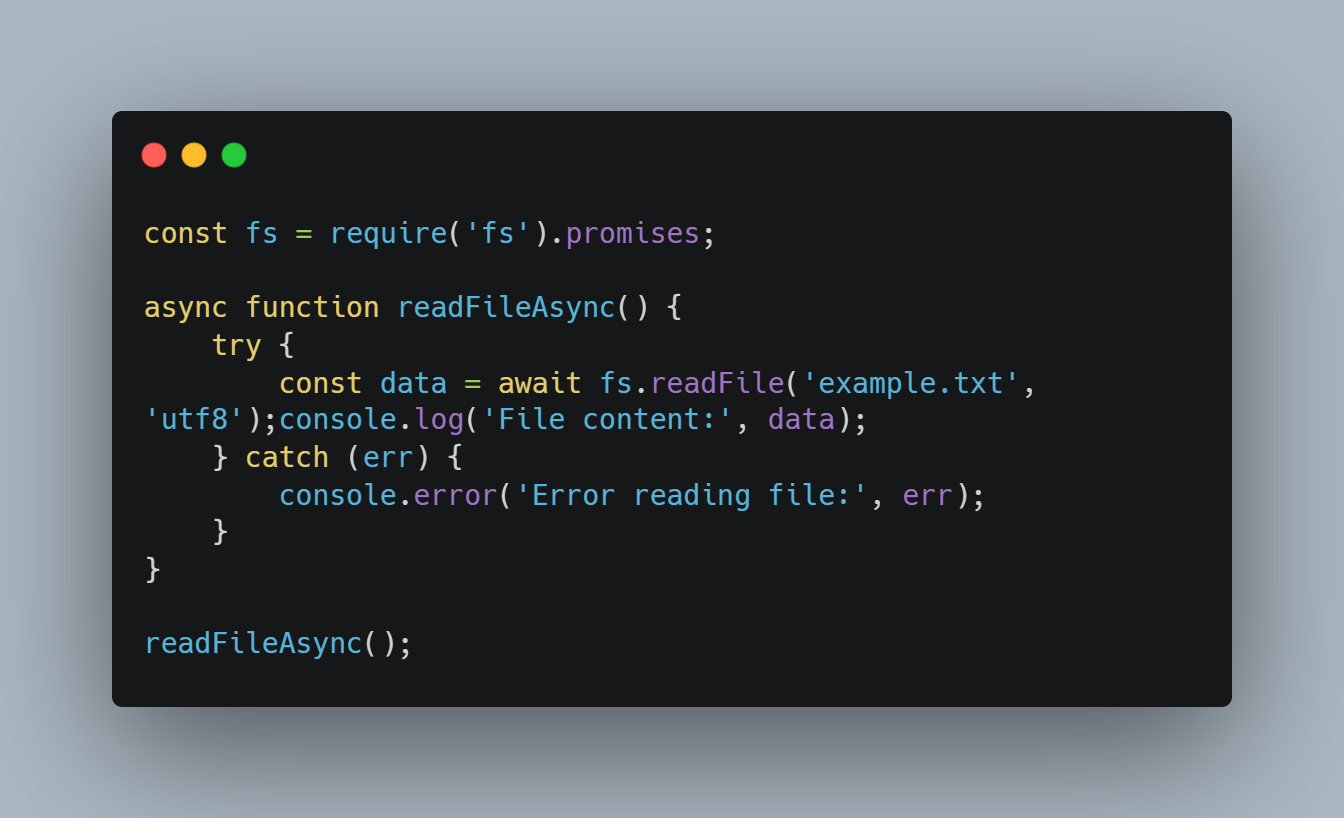 const fs = require('fs').promises;

async function readFileAsync() {
    try {
        const data = await fs.readFile('example.txt',
'utf8');console.log('File content:', data);
    } catch (err) {
        console.error('Error reading file:', err);
    }
}

readFileAsync();